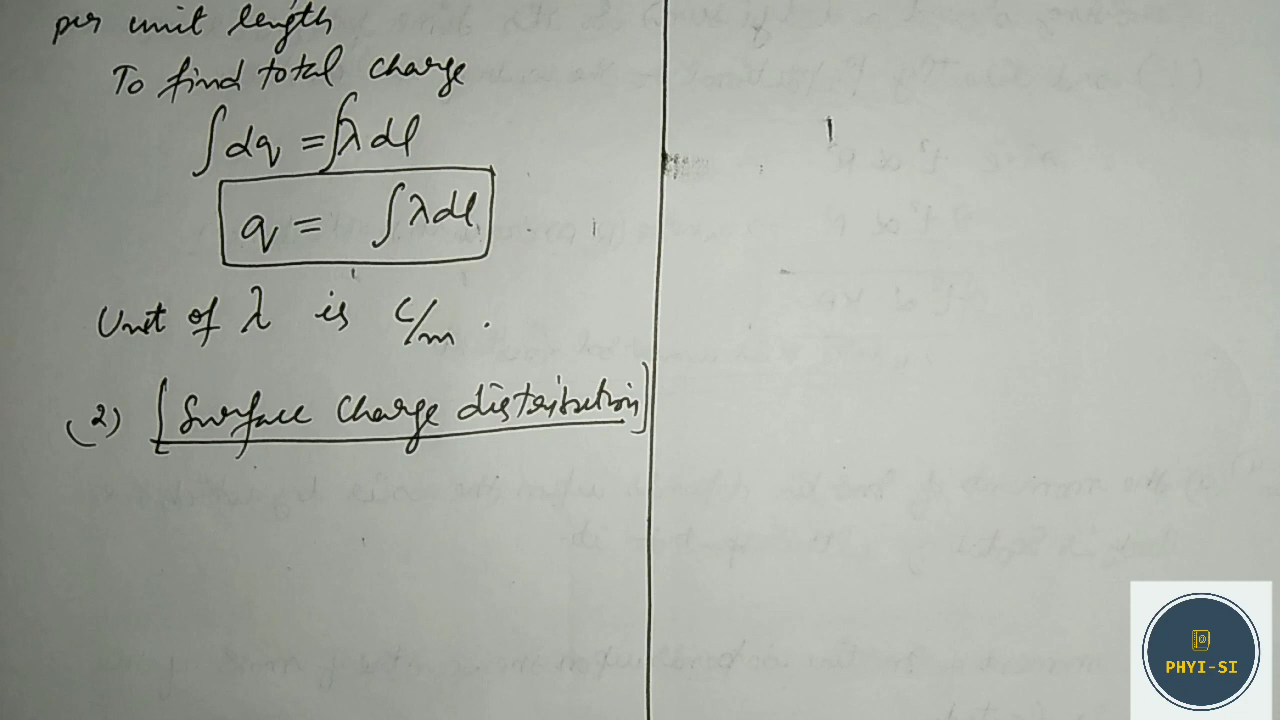 per unit length
To find total charge
∫dq = ∫λdl
q = ∫λdl
Unit of λ is C/m.
(2) [Surface Charge distribution]
PHYI-SI